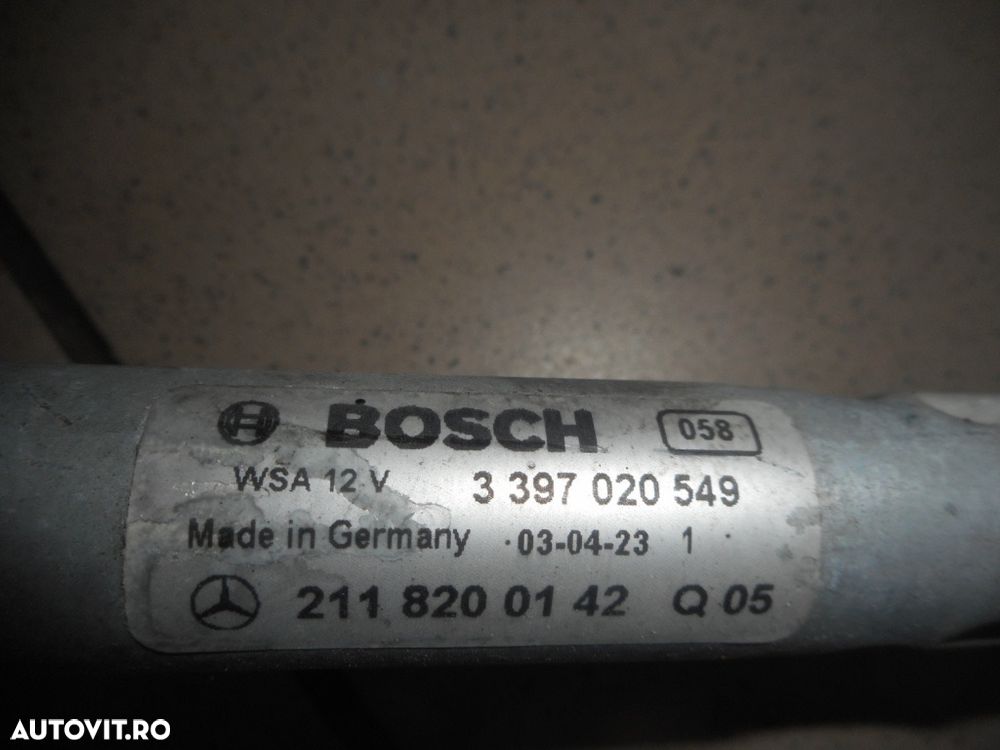 BOSCH 058
WSA 12 V 3 397 020 549
Made in Germany 03-04-23 1
211 820 01 42 Q 05
AUTOVIT.RO